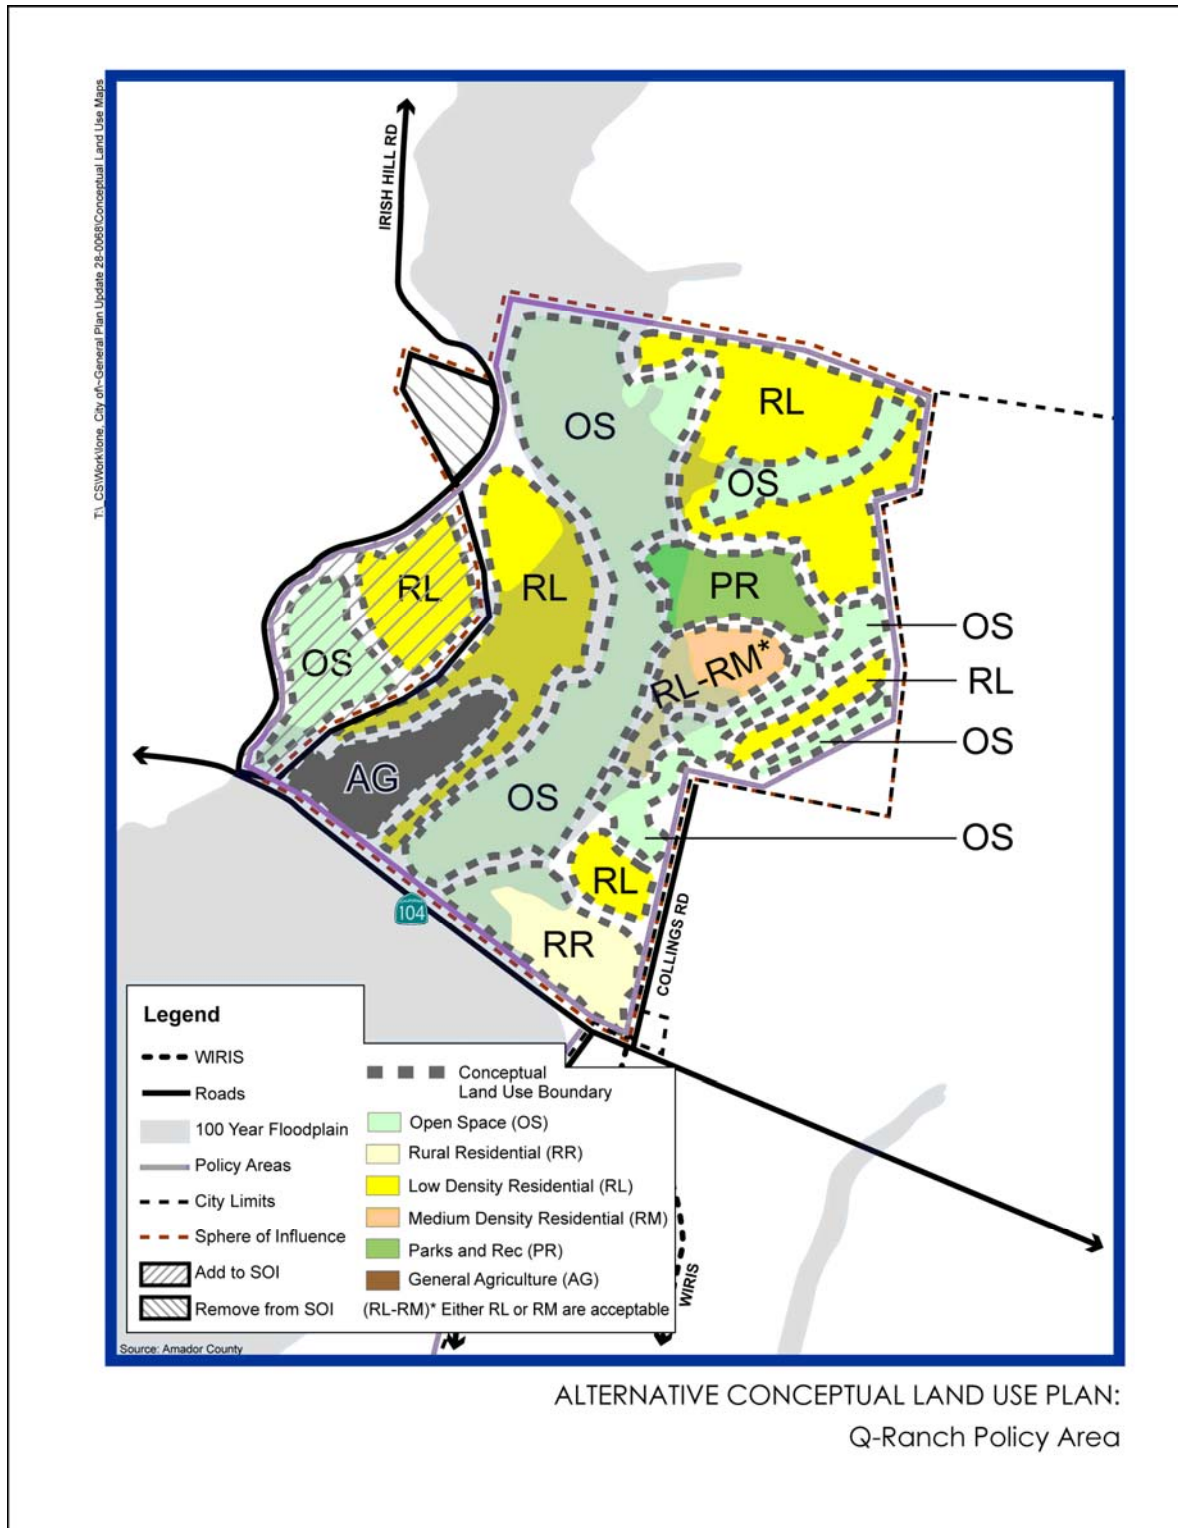 T:\_CS\Work\Ione, City of\~General Plan Update 28-0068\Conceptual Land Use Maps
IRISH HILL RD
RL
OS
OS
RL
RL
PR
OS
OS
RL-RM*
RL
OS
AG
OS
OS
RL
104
RR
COLLINGS RD
Legend
WIRIS
Roads
100 Year Floodplain
Policy Areas
City Limits
Sphere of Influence
Add to SOI
Remove from SOI
Conceptual
Land Use Boundary
Open Space (OS)
Rural Residential (RR)
Low Density Residential (RL)
Medium Density Residential (RM)
Parks and Rec (PR)
General Agriculture (AG)
(RL-RM)* Either RL or RM are acceptable
WIRIS
Source: Amador County
ALTERNATIVE CONCEPTUAL LAND USE PLAN:
Q-Ranch Policy Area